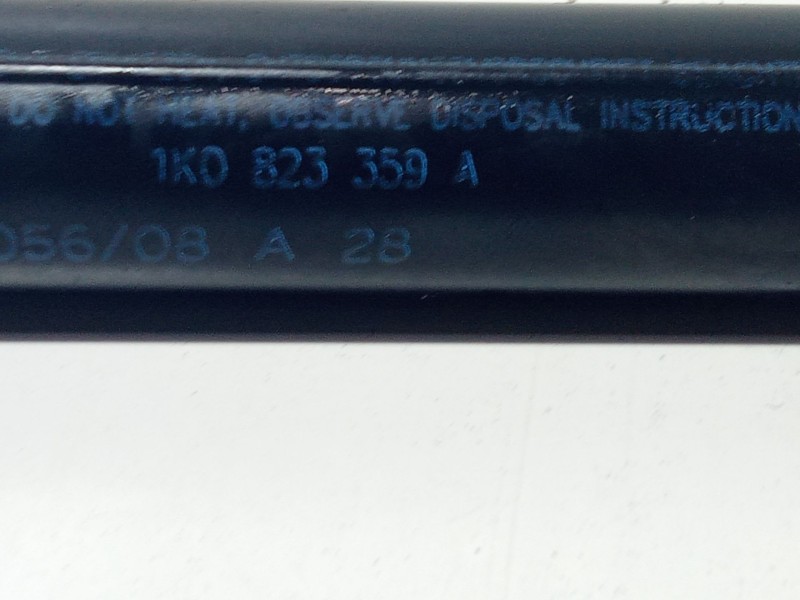 DO NOT HEAT, OBSERVE DISPOSAL INSTRUCTION
1K0 823 359 A
056/08 A 28